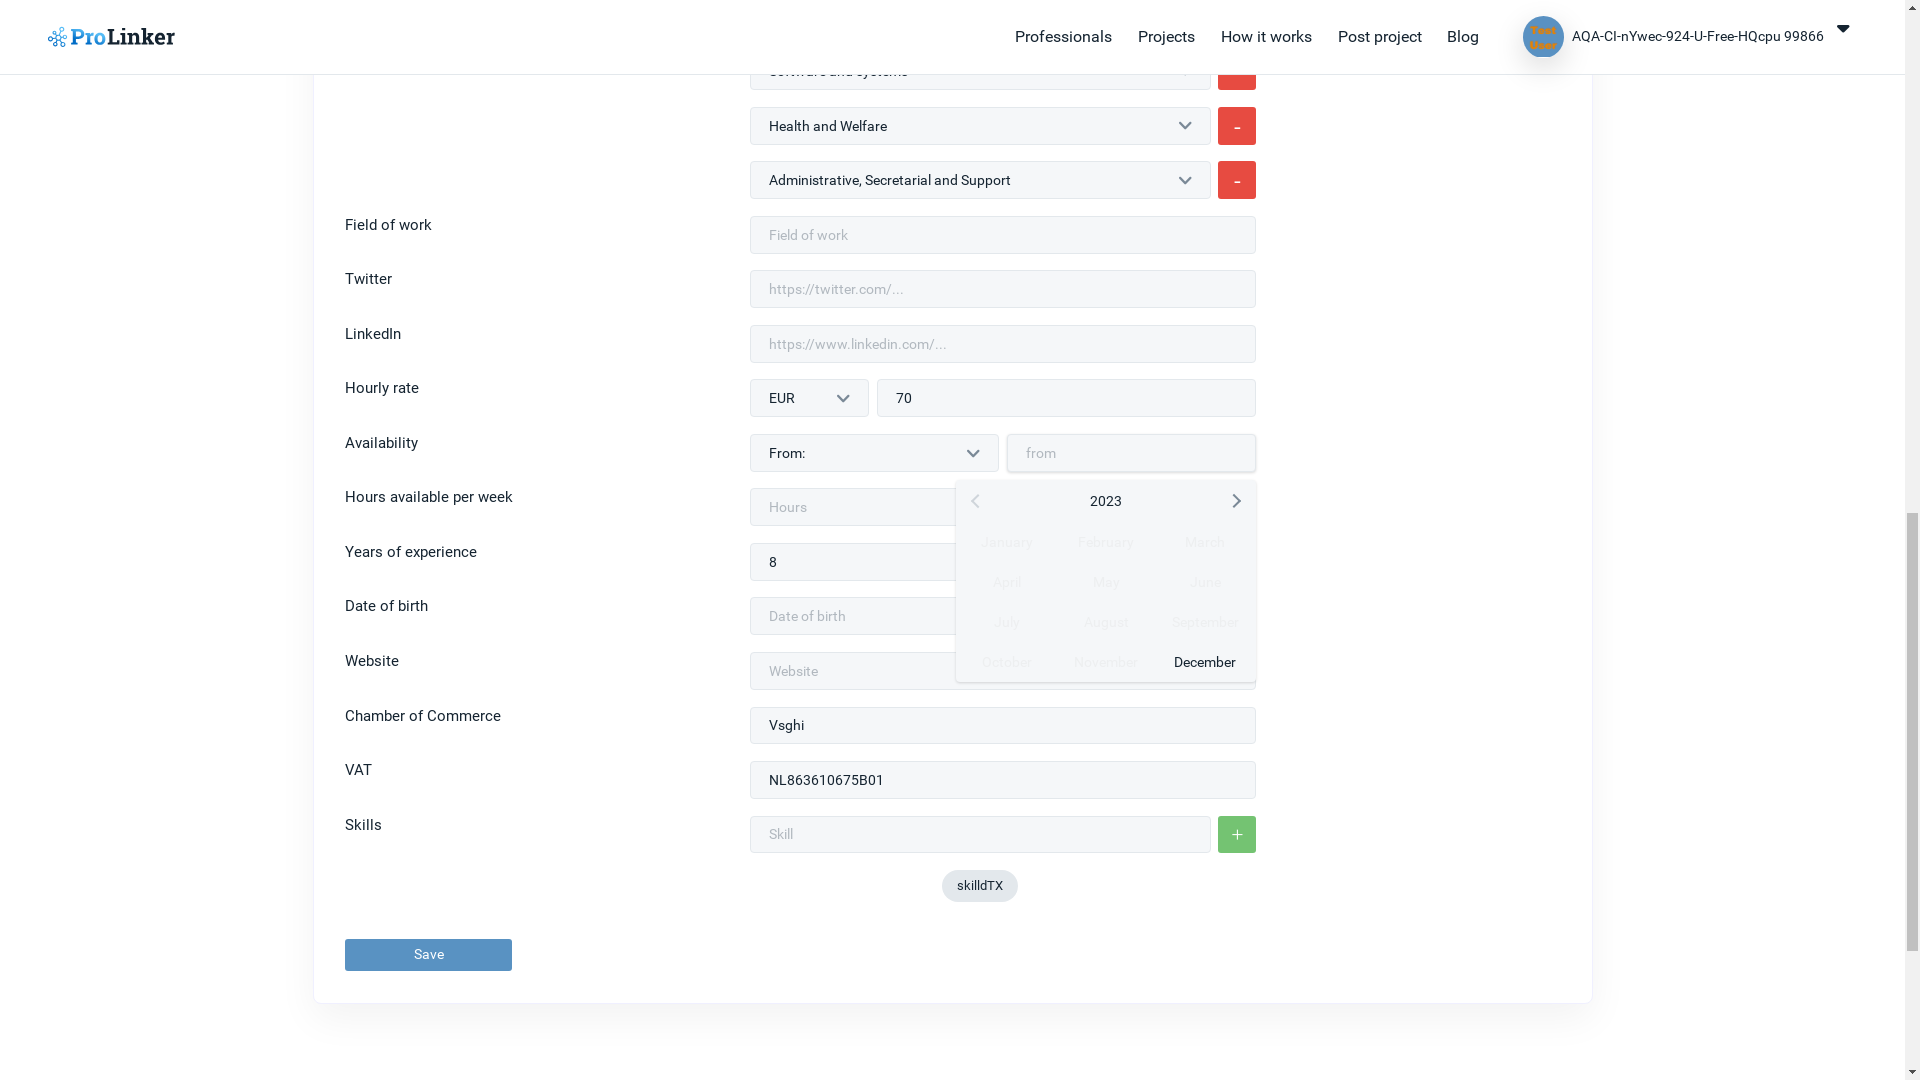 ProLinker
Professionals
Projects
How it works
Post project
Blog
Test User
AQA-CI-nYwec-924-U-Free-HQcpu 99866
Software and systems
Health and Welfare
-
Administrative, Secretarial and Support
-
Field of work
Field of work
Twitter
https://twitter.com/...
LinkedIn
https://www.linkedin.com/...
Hourly rate
EUR
70
Availability
From:
from
Hours available per week
Hours
2023
January February March
April May June
July August September
October November December
Years of experience
8
Date of birth
Date of birth
Website
Website
Chamber of Commerce
Vsghi
VAT
NL863610675B01
Skills
Skill
+
skilldTX
Save